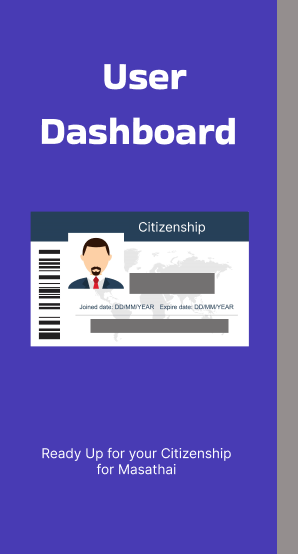 User
Dashboard
Citizenship
Joined date: DD/MM/YEAR Expire date: DD/MM/YEAR
Ready Up for your Citizenship
for Masathai